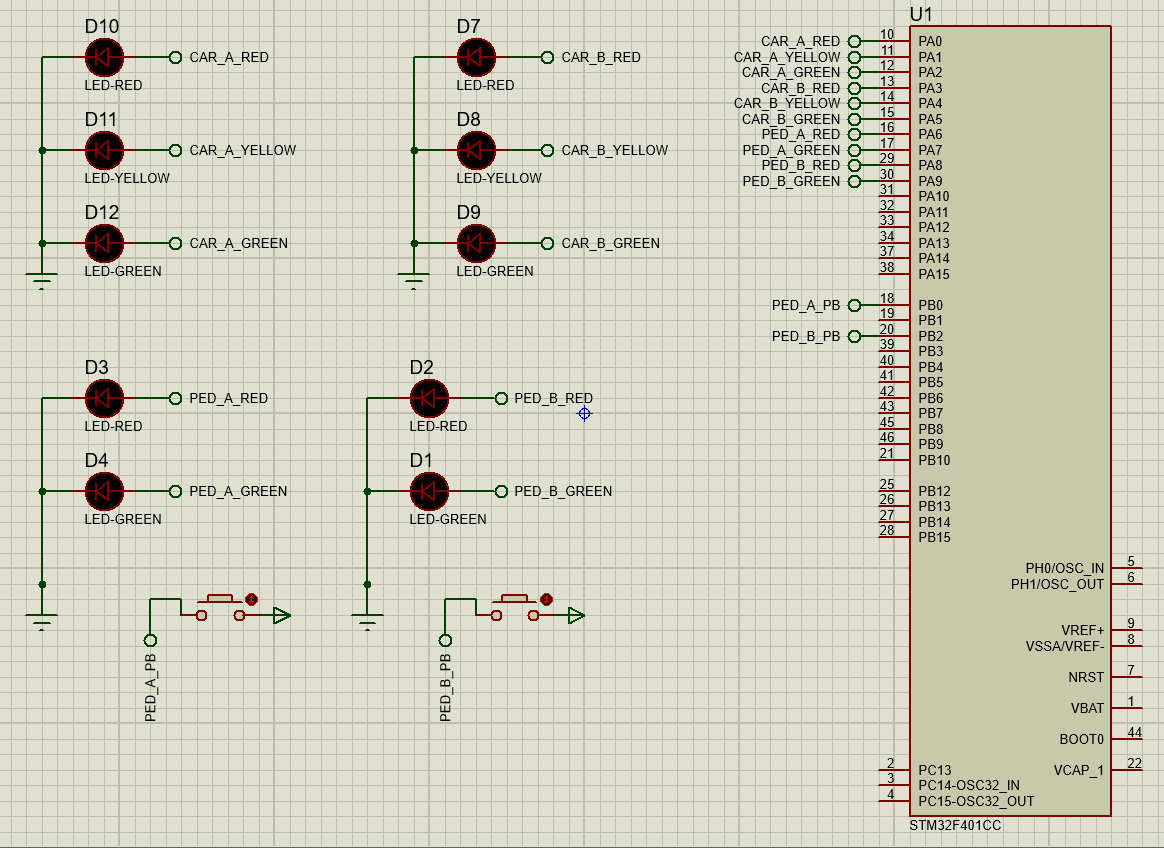 D10
CAR_A_RED
LED-RED
D11
CAR_A_YELLOW
LED-YELLOW
D12
CAR_A_GREEN
LED-GREEN
D7
CAR_B_RED
LED-RED
D8
CAR_B_YELLOW
LED-YELLOW
D9
CAR_B_GREEN
LED-GREEN
D3
PED_A_RED
LED-RED
D4
PED_A_GREEN
LED-GREEN
PED_A_PB
D2
PED_B_RED
LED-RED
D1
PED_B_GREEN
LED-GREEN
PED_B_PB
U1
CAR_A_RED 10 PA0
CAR_A_YELLOW 11 PA1
CAR_A_GREEN 12 PA2
CAR_B_RED 13 PA3
CAR_B_YELLOW 14 PA4
CAR_B_GREEN 15 PA5
PED_A_RED 16 PA6
PED_A_GREEN 17 PA7
PED_B_RED 29 PA8
PED_B_GREEN 30 PA9
31 PA10
32 PA11
33 PA12
34 PA13
37 PA14
38 PA15
PED_A_PB 18 PB0
19 PB1
PED_B_PB 20 PB2
39 PB3
40 PB4
41 PB5
42 PB6
43 PB7
45 PB8
46 PB9
21 PB10
25 PB12
26 PB13
27 PB14
28 PB15
PH0/OSC_IN 5
PH1/OSC_OUT 6
VREF+ 9
VSSA/VREF- 8
NRST 7
VBAT 1
BOOT0 44
2 PC13 VCAP_1 22
3 PC14-OSC32_IN
4 PC15-OSC32_OUT
STM32F401CC